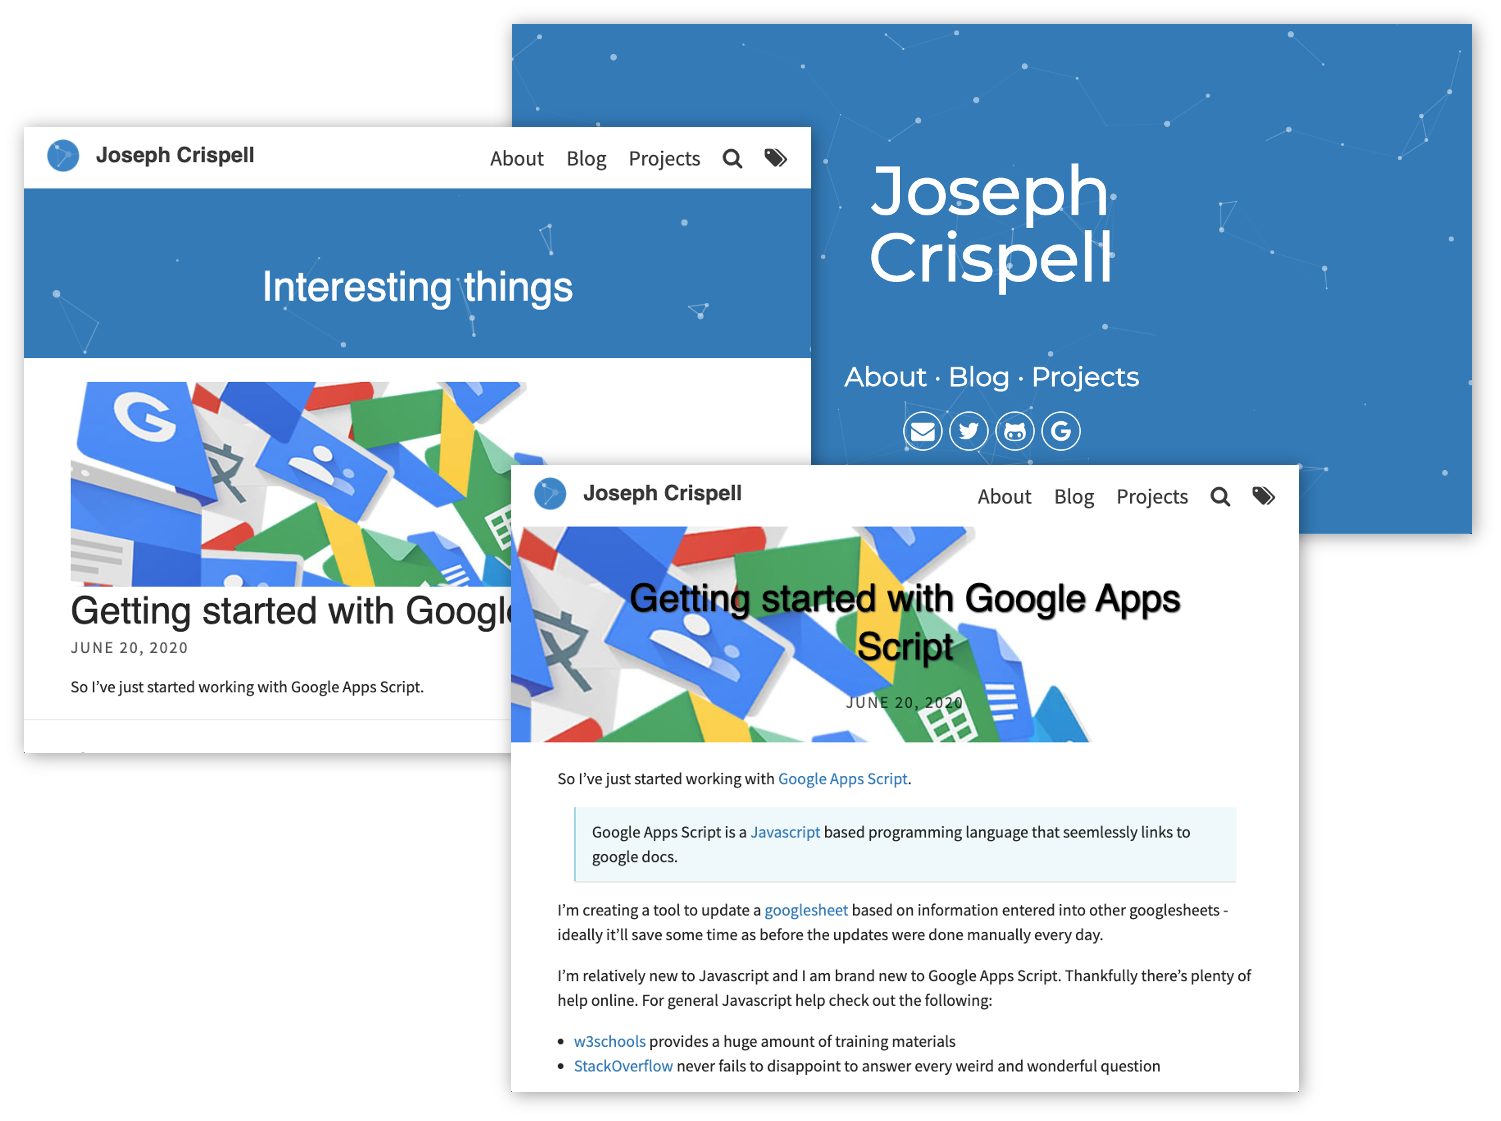 Joseph
Crispell
About · Blog · Projects
Joseph Crispell
About Blog Projects
Interesting things
Getting started with Google
JUNE 20, 2020
So I've just started working with Google Apps Script.
Joseph Crispell
About Blog Projects
Getting started with Google Apps
Script
JUNE 20, 2020
So I've just started working with Google Apps Script.
Google Apps Script is a Javascript based programming language that seemlessly links to
google docs.
I'm creating a tool to update a googlesheet based on information entered into other googlesheets -
ideally it'll save some time as before the updates were done manually every day.
I'm relatively new to Javascript and I am brand new to Google Apps Script. Thankfully there's plenty of
help online. For general Javascript help check out the following:
• w3schools provides a huge amount of training materials
• StackOverflow never fails to disappoint to answer every weird and wonderful question